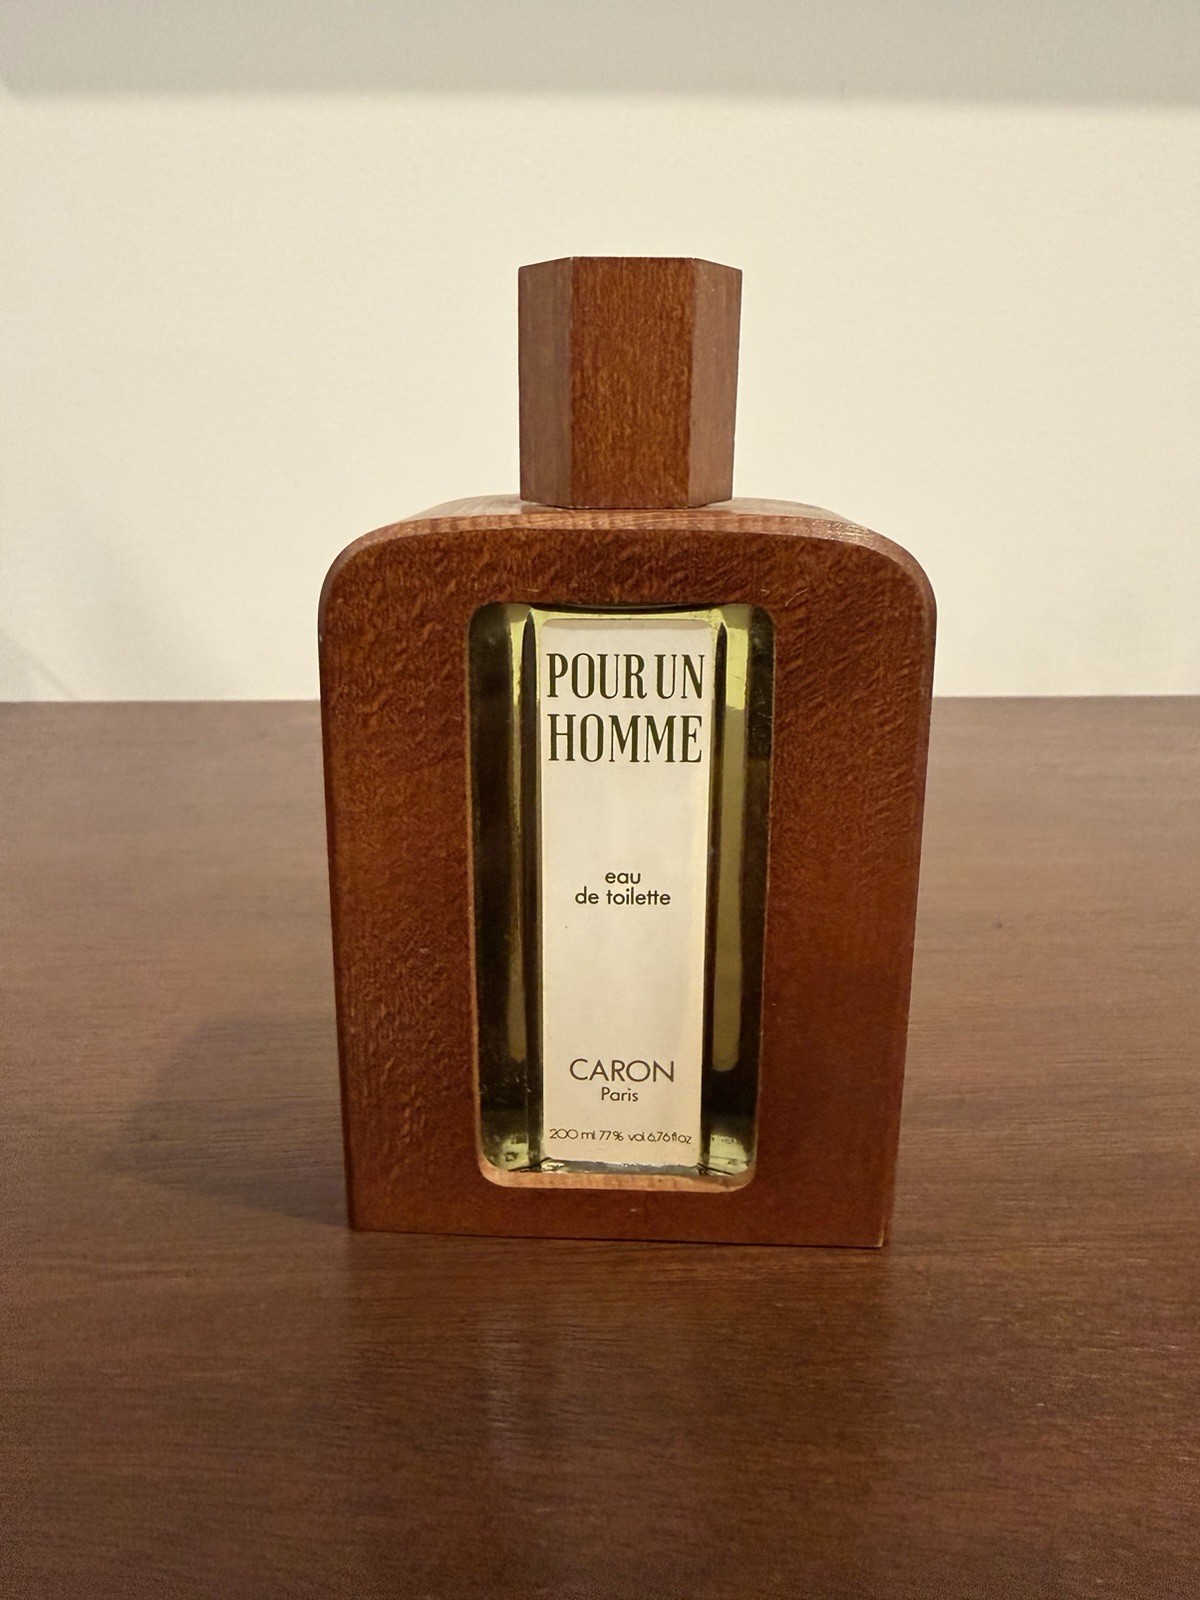 POUR UN
HOMME
eau
de toilette
CARON
Paris
200 ml 77% vol. 6,76 fl oz